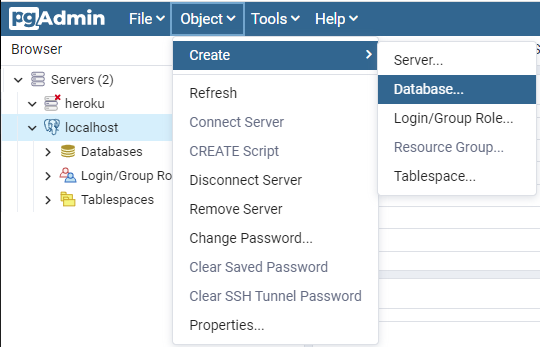 pgAdmin File Object Tools Help
Browser
Servers (2)
heroku
localhost
Databases
Login/Group Ro
Tablespaces
Create
Refresh
Connect Server
CREATE Script
Disconnect Server
Remove Server
Change Password...
Clear Saved Password
Clear SSH Tunnel Password
Properties...
Server...
Database...
Login/Group Role...
Resource Group...
Tablespace...